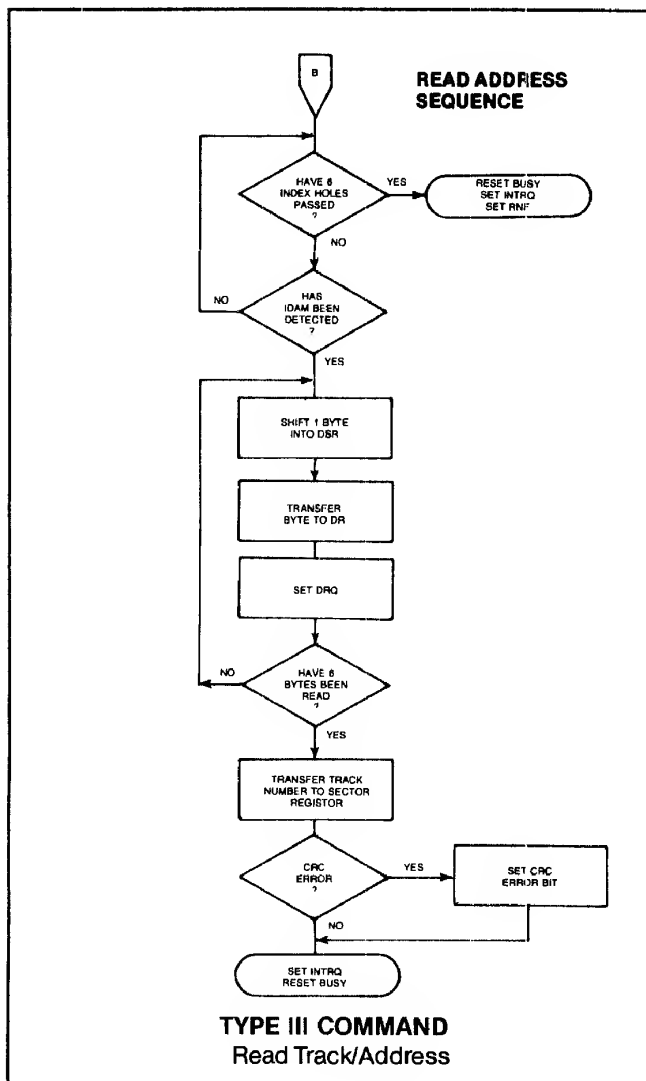 B
READ ADDRESS
SEQUENCE
HAVE 6
INDEX HOLES
PASSED
?
YES
RESET BUSY
SET INTRQ
SET RNF
NO
HAS
IDAM BEEN
DETECTED
?
NO
YES
SHIFT 1 BYTE
INTO DSR
TRANSFER
BYTE TO DR
SET DRQ
HAVE 6
BYTES BEEN
READ
?
NO
YES
TRANSFER TRACK
NUMBER TO SECTOR
REGISTOR
CRC
ERROR
?
YES
SET CRC
ERROR BIT
NO
SET INTRQ
RESET BUSY
TYPE III COMMAND
Read Track/Address